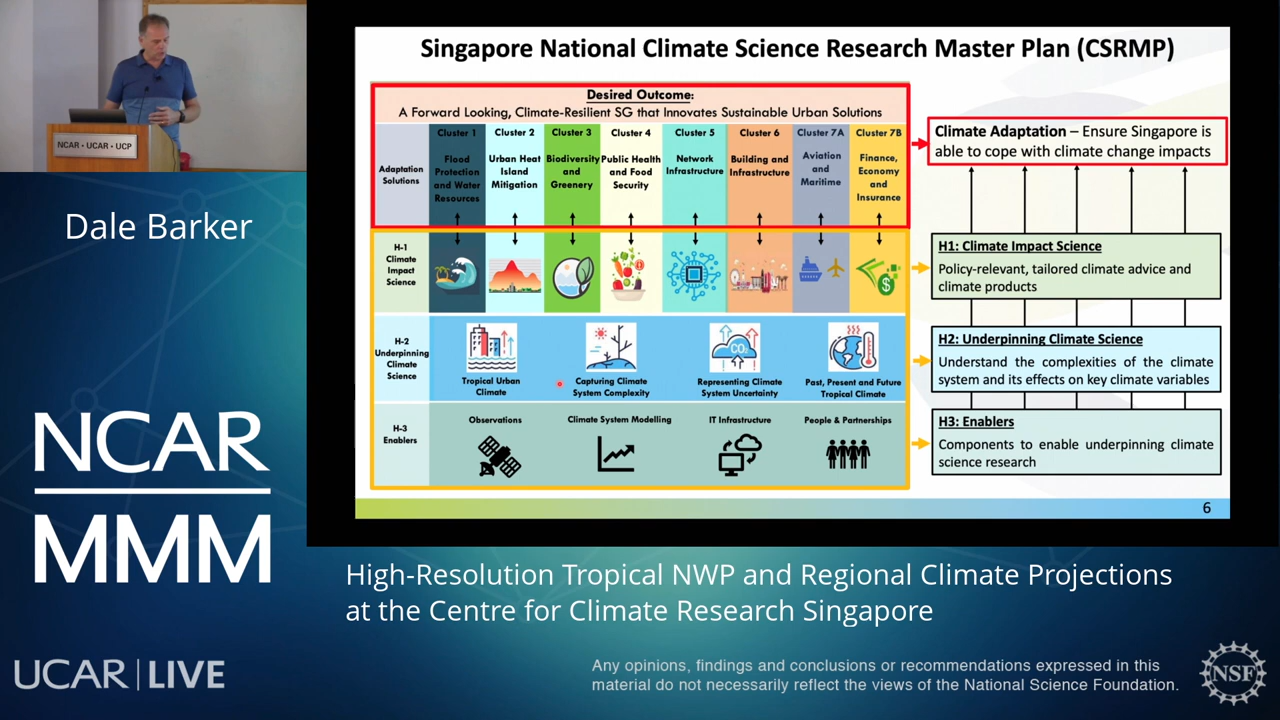 NCAR • UCAR • UCP
Dale Barker
NCAR
MMM
UCAR | LIVE
Singapore National Climate Science Research Master Plan (CSRMP)
Desired Outcome:
A Forward Looking, Climate-Resilient SG that Innovates Sustainable Urban Solutions
Adaptation
Solutions
Cluster 1
Flood
Protection
and Water
Resources
Cluster 2
Urban Heat
Island
Mitigation
Cluster 3
Biodiversity
and
Greenery
Cluster 4
Public Health
and Food
Security
Cluster 5
Network
Infrastructure
Cluster 6
Building and
Infrastructure
Cluster 7A
Aviation
and
Maritime
Cluster 7B
Finance,
Economy
and
Insurance
H-1
Climate
Impact
Science
$
H-2
Underpinning
Climate
Science
Tropical Urban
Climate
Capturing Climate
System Complexity
CO2
Representing Climate
System Uncertainty
Past, Present and Future
Tropical Climate
H-3
Enablers
Observations
Climate System Modelling
IT Infrastructure
People & Partnerships
Climate Adaptation – Ensure Singapore is
able to cope with climate change impacts
H1: Climate Impact Science
Policy-relevant, tailored climate advice and
climate products
H2: Underpinning Climate Science
Understand the complexities of the climate
system and its effects on key climate variables
H3: Enablers
Components to enable underpinning climate
science research
6
High-Resolution Tropical NWP and Regional Climate Projections
at the Centre for Climate Research Singapore
Any opinions, findings and conclusions or recommendations expressed in this
material do not necessarily reflect the views of the National Science Foundation.
NSF